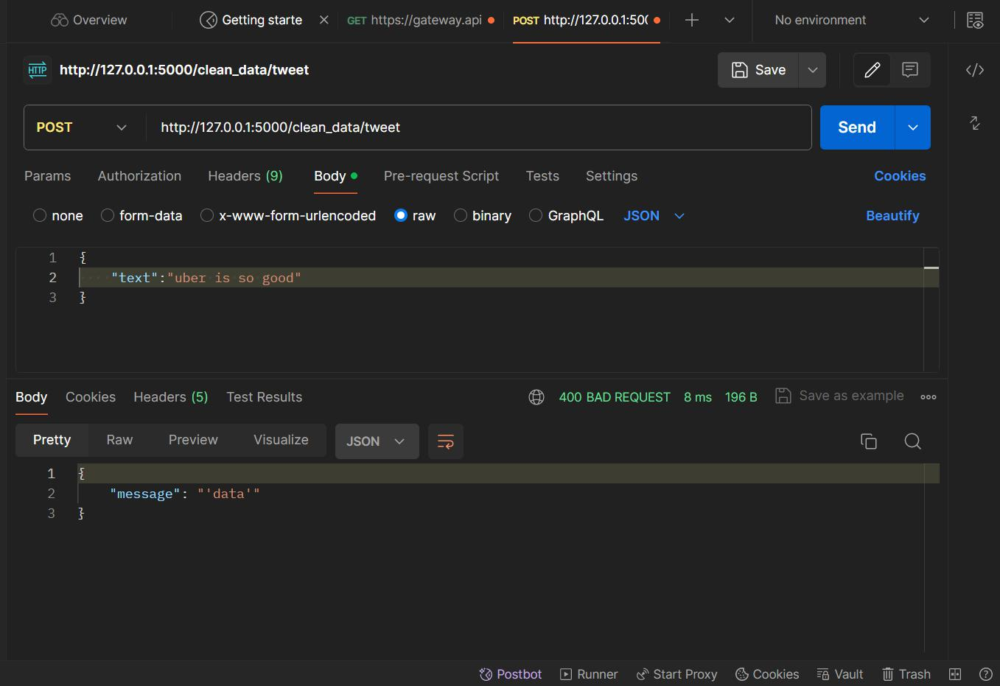 Overview
Getting starte
GET https://gateway.api
POST http://127.0.0.1:500
No environment
HTTP http://127.0.0.1:5000/clean_data/tweet
Save
POST
http://127.0.0.1:5000/clean_data/tweet
Send
Params Authorization Headers (9) Body Pre-request Script Tests Settings Cookies
none form-data x-www-form-urlencoded raw binary GraphQL JSON Beautify
1 {
2 "text":"uber is so good"
3 }
Body Cookies Headers (5) Test Results 400 BAD REQUEST 8 ms 196 B Save as example
Pretty Raw Preview Visualize JSON
1 {
2 "message": "'data'"
3 }
Postbot Runner Start Proxy Cookies Vault Trash